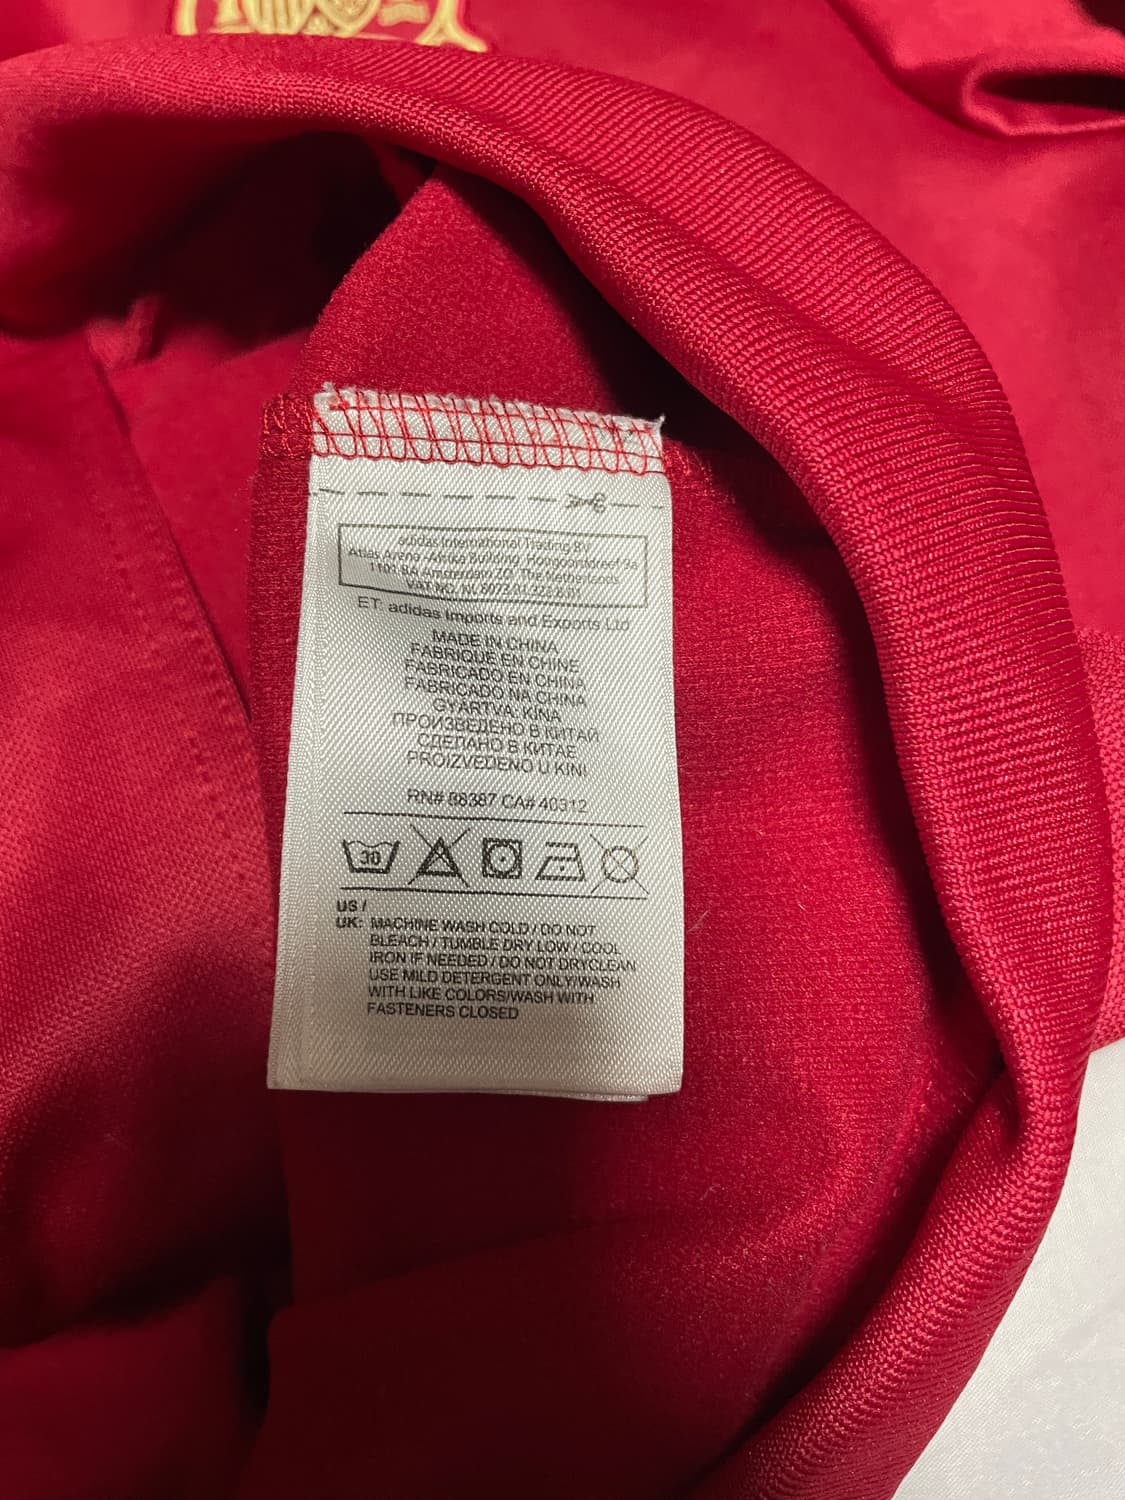 adidas International Trading BV
Atlas Arena Africa Building, Hoogoorddreef 9a
1101 BA Amsterdam ZO, The Netherlands
VAT NO. NL
ET: adidas Imports and Exports Ltd
MADE IN CHINA
FABRIQUE EN CHINE
FABRICADO EN CHINA
FABRICADO NA CHINA
GYÁRTVA: KÍNA
ПРОИЗВЕДЕНО В КИТАЙ
СДЕЛАНО В КИТАЕ
PROIZVEDENO U KINI
RN# 88387 CA# 40312
30
US /
UK: MACHINE WASH COLD / DO NOT
BLEACH / TUMBLE DRY LOW / COOL
IRON IF NEEDED / DO NOT DRYCLEAN
USE MILD DETERGENT ONLY/WASH
WITH LIKE COLORS/WASH WITH
FASTENERS CLOSED